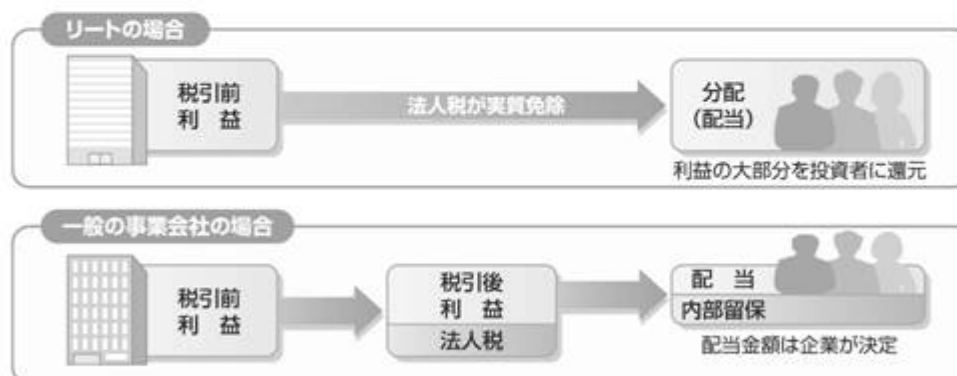 リートの場合
税引前
利 益
法人税が実質免除
分配
(配当)
利益の大部分を投資者に還元
一般の事業会社の場合
税引前
利 益
税引後
利 益
法人税
配 当
内部留保
配当金額は企業が決定